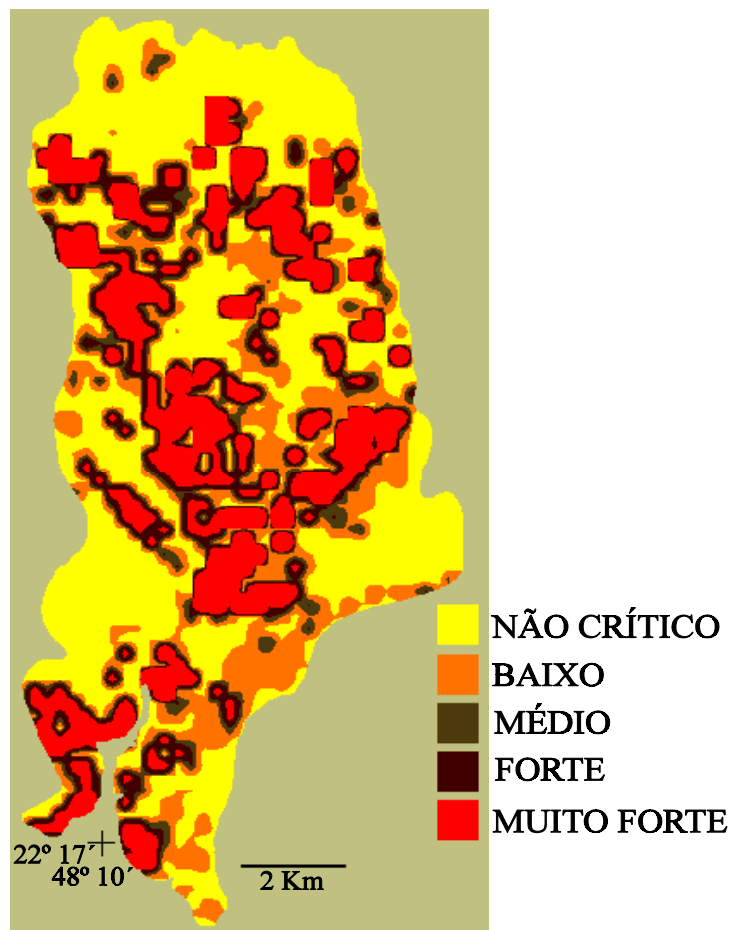 NÃO CRÍTICO
BAIXO
MÉDIO
FORTE
MUITO FORTE
22º 17´
48º 10´
2 Km